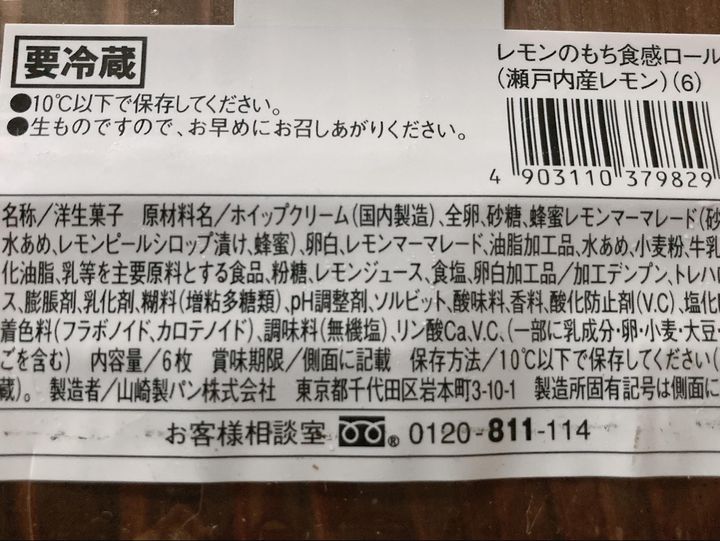 要冷蔵
●10℃以下で保存してください。
●生ものですので、お早めにお召しあがりください。
レモンのもち食感ロール
(瀬戸内産レモン)(6)
4 903110 379829
名称/洋生菓子 原材料名/ホイップクリーム(国内製造)、全卵、砂糖、蜂蜜レモンマーマレード(砂
水あめ、レモンピールシロップ漬け、蜂蜜)、卵白、レモンマーマレード、油脂加工品、水あめ、小麦粉、牛乳
化油脂、乳等を主要原料とする食品、粉糖、レモンジュース、食塩、卵白加工品/加工デンプン、トレハ
ス、膨脹剤、乳化剤、糊料(増粘多糖類)、pH調整剤、ソルビット、酸味料、香料、酸化防止剤(V.C)、塩化
着色料(フラボノイド、カロテノイド)、調味料(無機塩)、リン酸Ca、V.C、(一部に乳成分・卵・小麦・大豆
ごを含む) 内容量/6枚 賞味期限/側面に記載 保存方法/10℃以下で保存してください(
蔵)。 製造者/山崎製パン株式会社 東京都千代田区岩本町3-10-1 製造所固有記号は側面に
お客様相談室 ® 0120-811-114